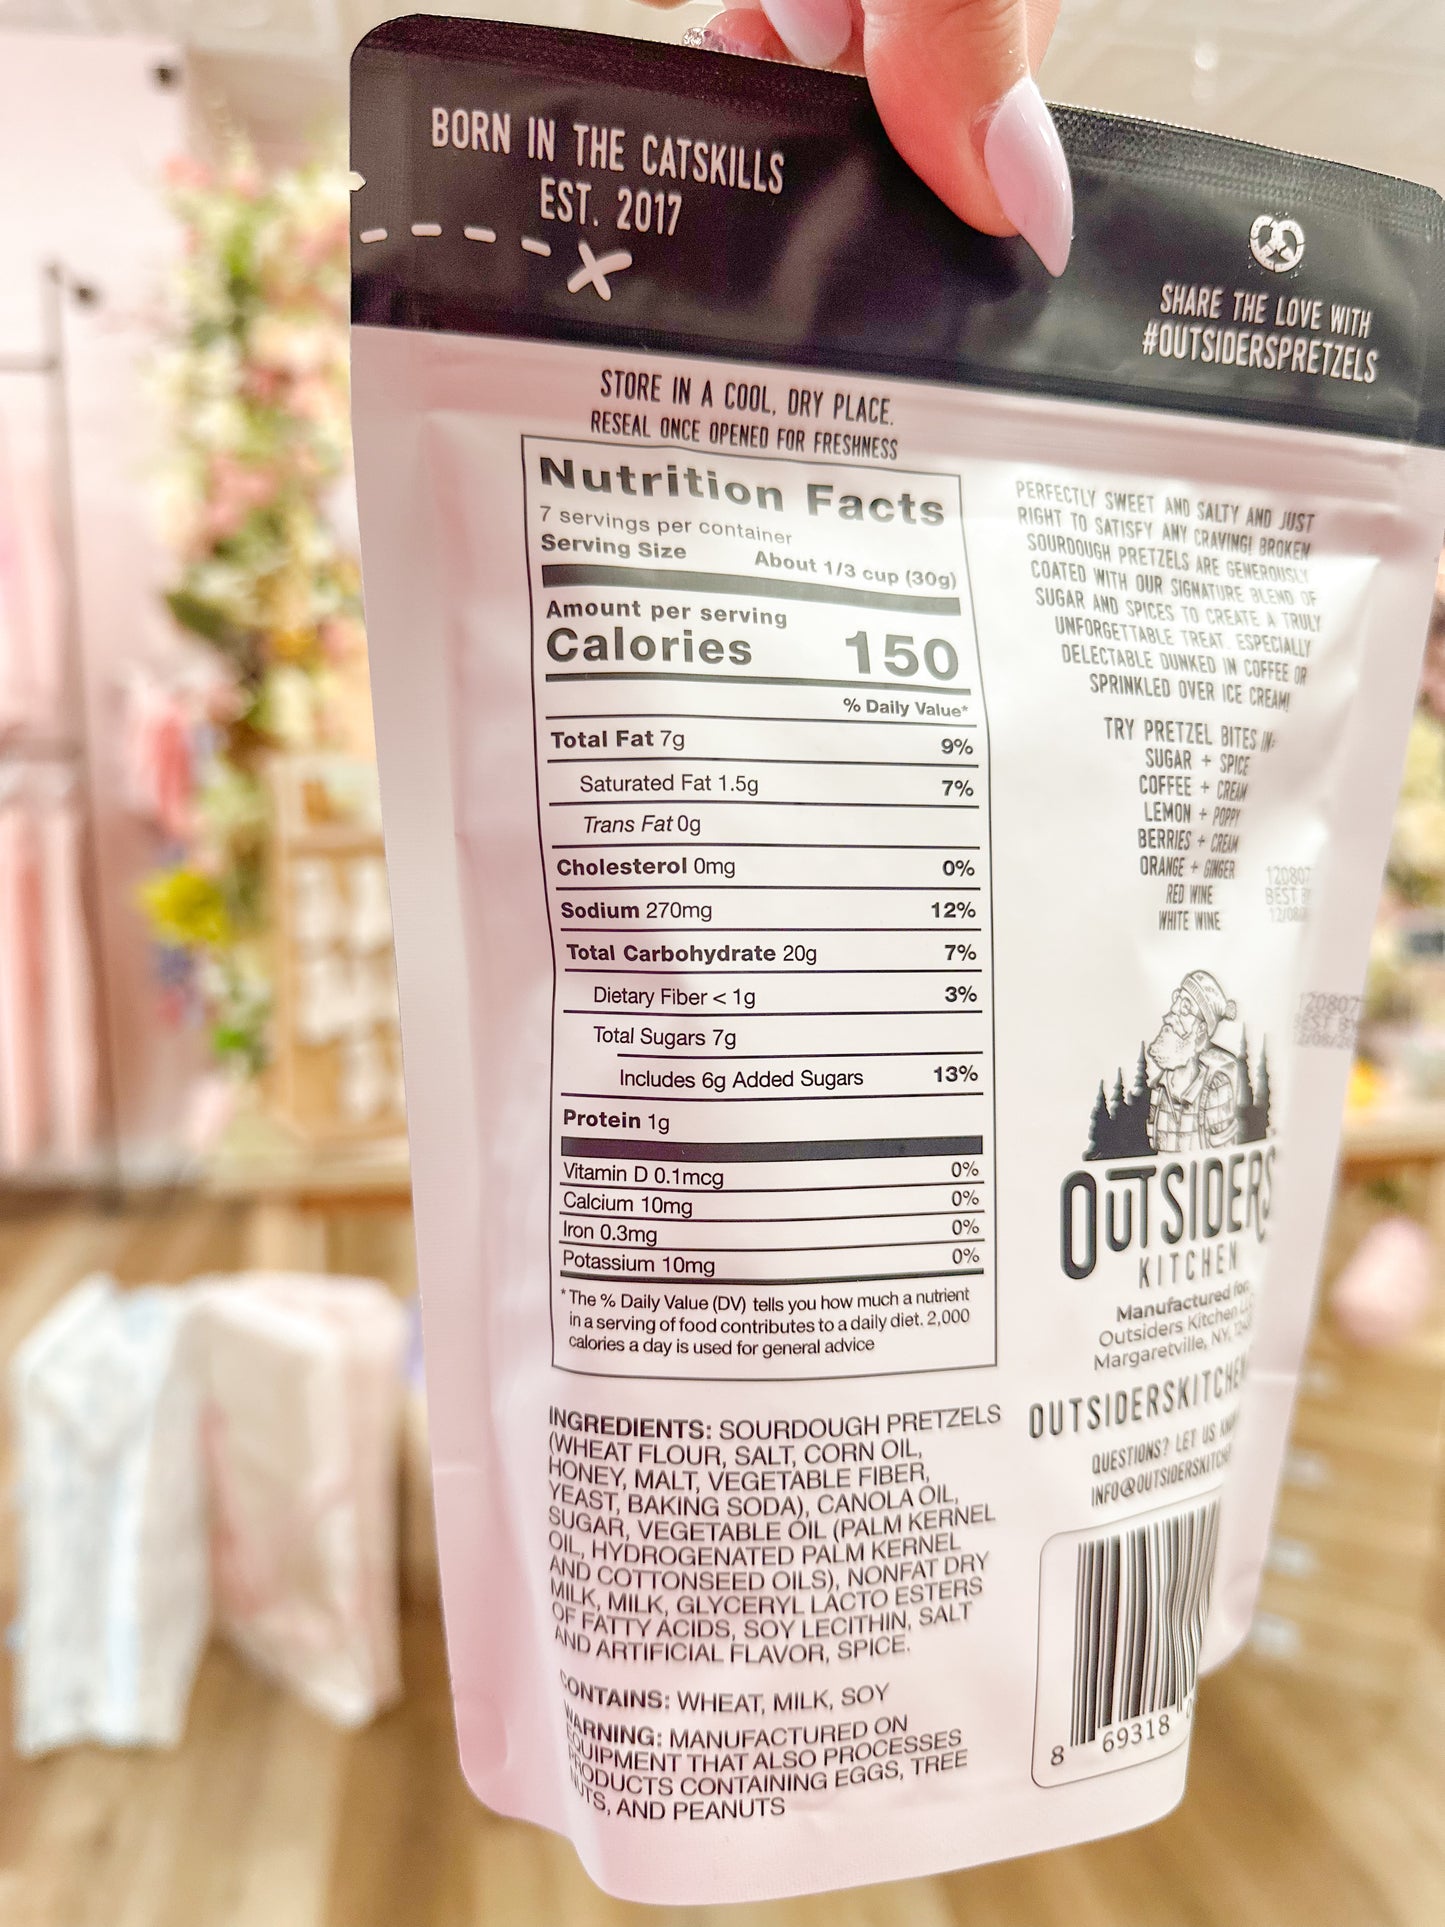 BORN IN THE CATSKILLS
EST. 2017
SHARE THE LOVE WITH
#OUTSIDERSPRETZELS
STORE IN A COOL, DRY PLACE.
RESEAL ONCE OPENED FOR FRESHNESS
Nutrition Facts
7 servings per container
Serving Size About 1/3 cup (30g)
Amount per serving
Calories 150
% Daily Value*
Total Fat 7g 9%
Saturated Fat 1.5g 7%
Trans Fat 0g
Cholesterol 0mg 0%
Sodium 270mg 12%
Total Carbohydrate 20g 7%
Dietary Fiber < 1g 3%
Total Sugars 7g
Includes 6g Added Sugars 13%
Protein 1g
Vitamin D 0.1mcg 0%
Calcium 10mg 0%
Iron 0.3mg 0%
Potassium 10mg 0%
* The % Daily Value (DV) tells you how much a nutrient
in a serving of food contributes to a daily diet. 2,000
calories a day is used for general advice
INGREDIENTS: SOURDOUGH PRETZELS
(WHEAT FLOUR, SALT, CORN OIL,
HONEY, MALT, VEGETABLE FIBER,
YEAST, BAKING SODA), CANOLA OIL,
SUGAR, VEGETABLE OIL (PALM KERNEL
OIL, HYDROGENATED PALM KERNEL
AND COTTONSEED OILS), NONFAT DRY
MILK, MILK, GLYCERYL LACTO ESTERS
OF FATTY ACIDS, SOY LECITHIN, SALT
AND ARTIFICIAL FLAVOR, SPICE.
CONTAINS: WHEAT, MILK, SOY
WARNING: MANUFACTURED ON
EQUIPMENT THAT ALSO PROCESSES
PRODUCTS CONTAINING EGGS, TREE
NUTS, AND PEANUTS
PERFECTLY SWEET AND SALTY AND JUST
RIGHT TO SATISFY ANY CRAVING! BROKEN
SOURDOUGH PRETZELS ARE GENEROUSLY
COATED WITH OUR SIGNATURE BLEND OF
SUGAR AND SPICES TO CREATE A TRULY
UNFORGETTABLE TREAT. ESPECIALLY
DELECTABLE DUNKED IN COFFEE OR
SPRINKLED OVER ICE CREAM!
TRY PRETZEL BITES IN:
SUGAR + SPICE
COFFEE + CREAM
LEMON + POPPY
BERRIES + CREAM
ORANGE + GINGER
RED WINE
WHITE WINE
120807
BEST
120807
OUTSIDERS
KITCHEN
Manufactured for
Outsiders Kitchen
Margaretville, NY,
OUTSIDERSKITCHEN
QUESTIONS? LET US
INFO@OUTSIDERSKITCHE
8 69318